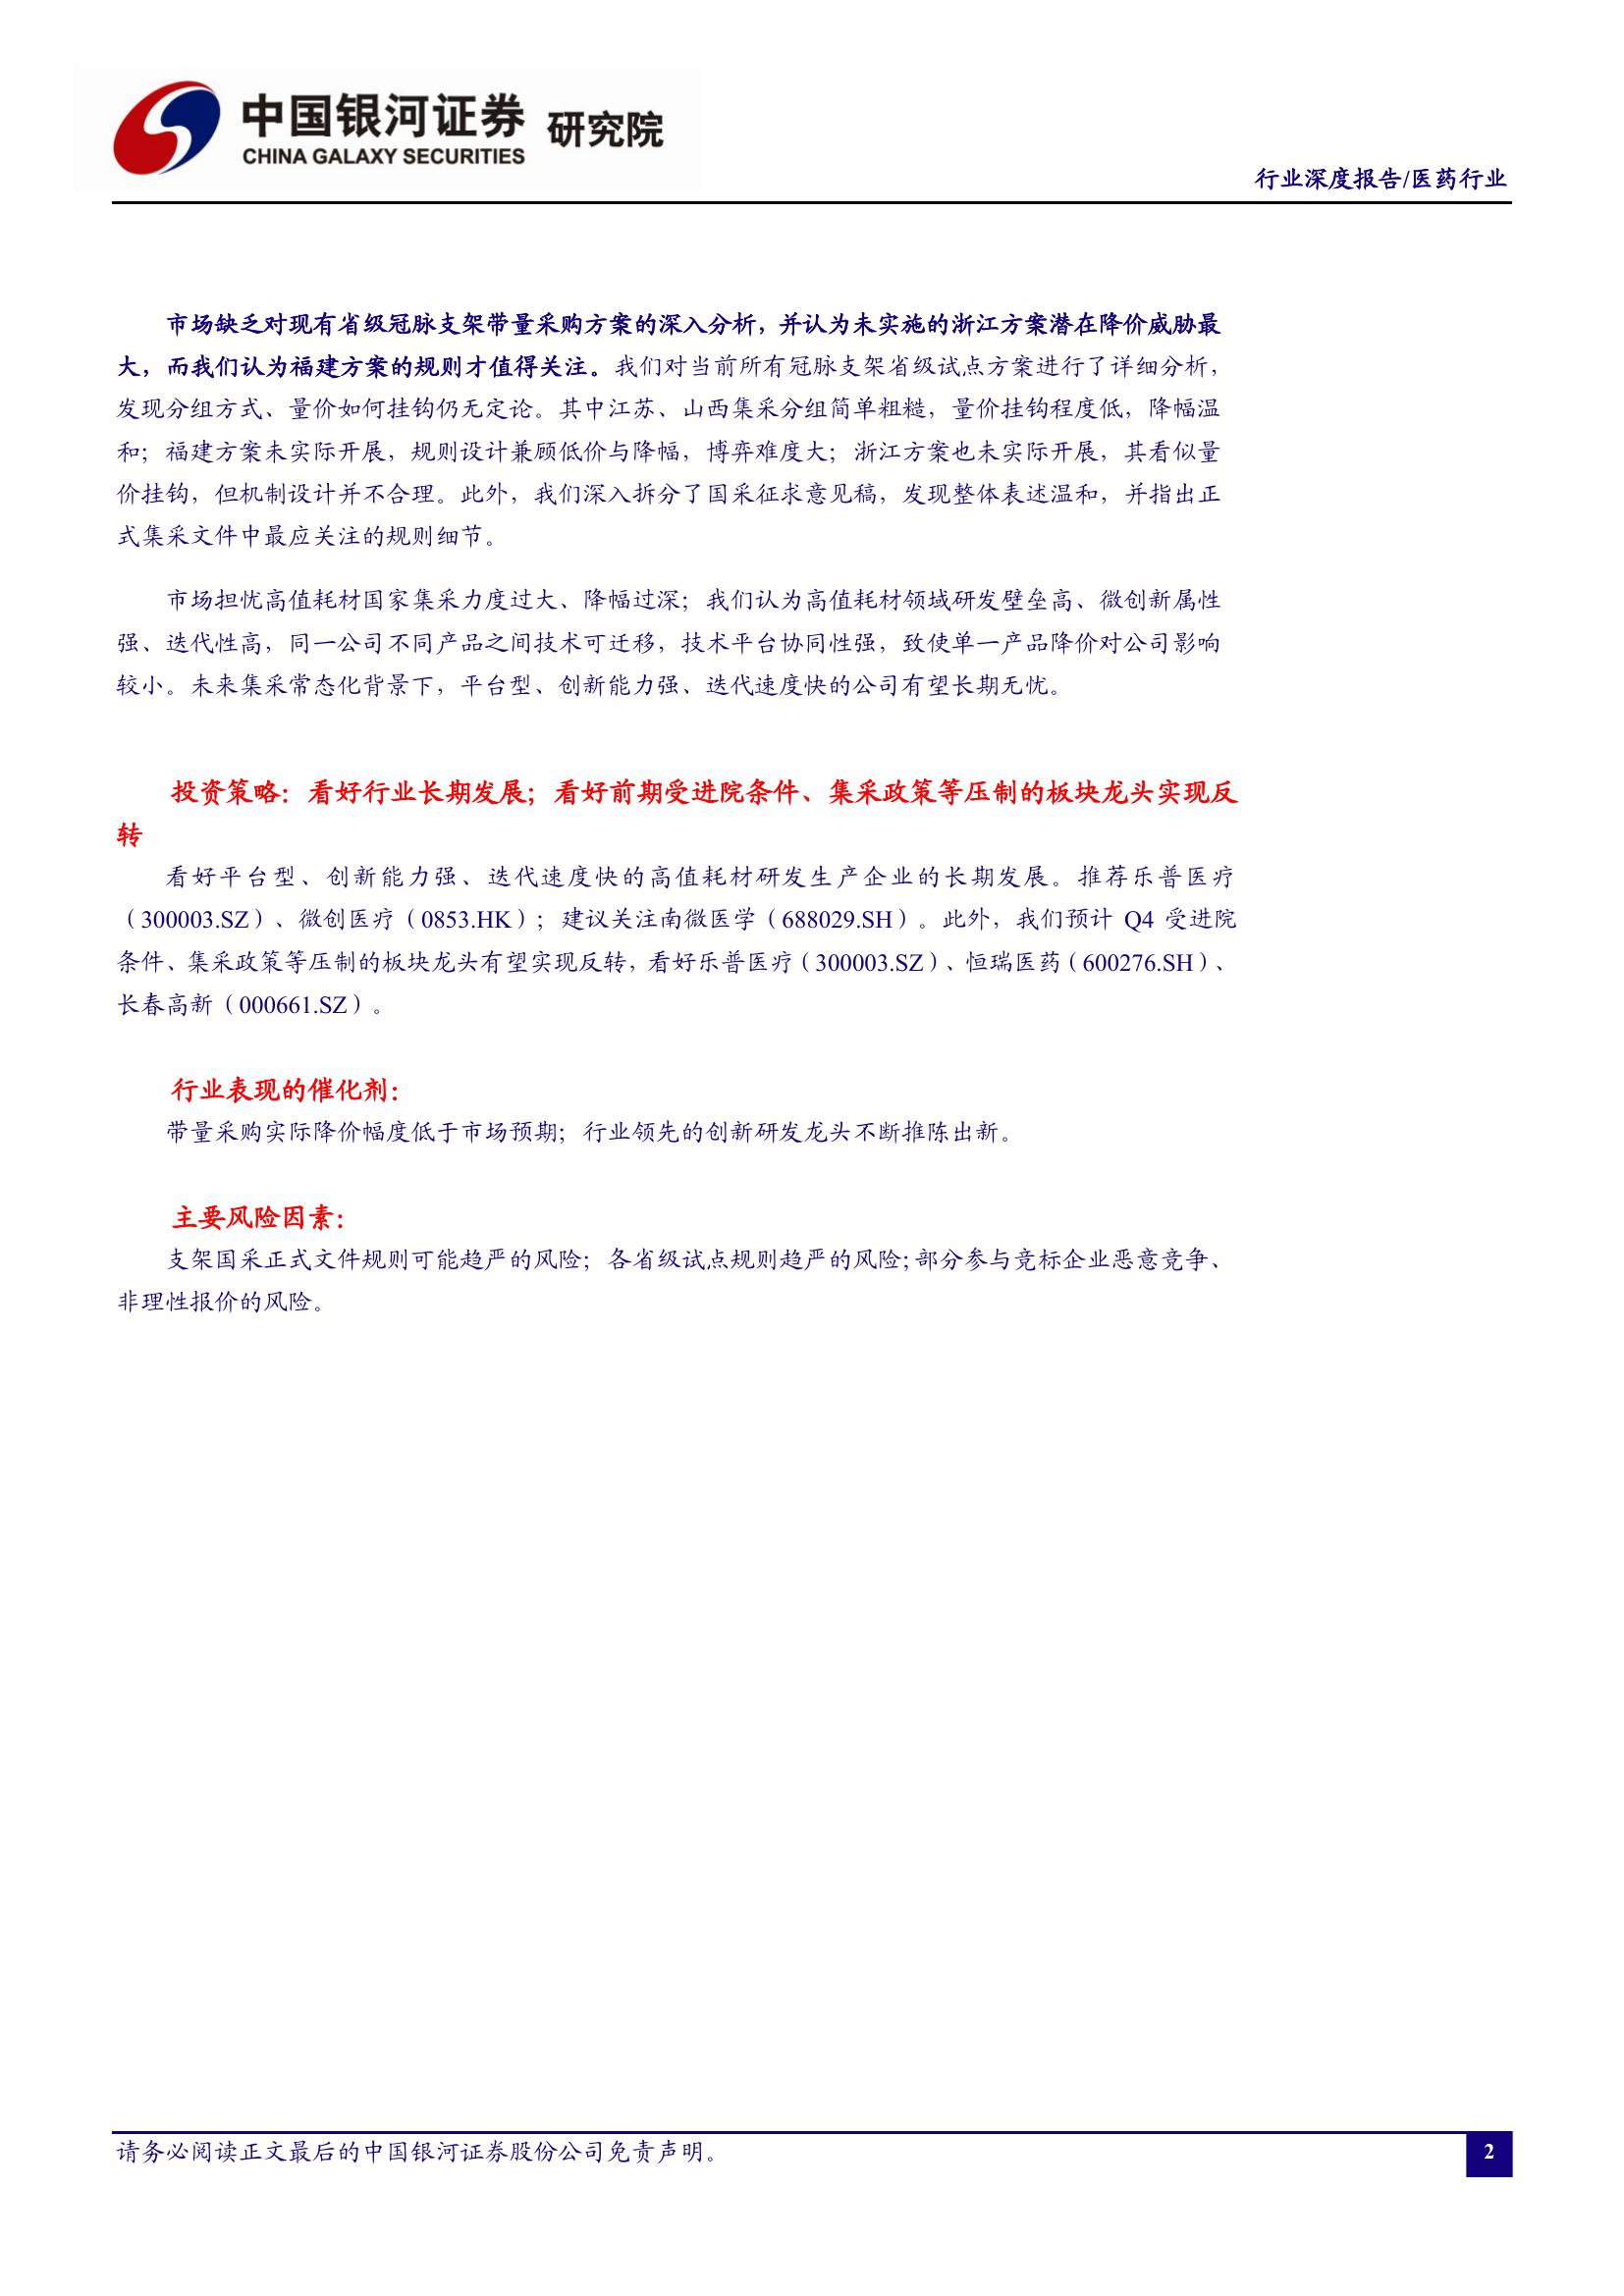 中国银河证券 研究院
CHINA GALAXY SECURITIES
行业深度报告/医药行业
市场缺乏对现有省级冠脉支架带量采购方案的深入分析，并认为未实施的浙江方案潜在降价威胁最
大，而我们认为福建方案的规则才值得关注。我们对当前所有冠脉支架省级试点方案进行了详细分析，
发现分组方式、量价如何挂钩仍无定论。其中江苏、山西集采分组简单粗糙，量价挂钩程度低，降幅温
和；福建方案未实际开展，规则设计兼顾低价与降幅，博弈难度大；浙江方案也未实际开展，其看似量
价挂钩，但机制设计并不合理。此外，我们深入拆分了国采征求意见稿，发现整体表述温和，并指出正
式集采文件中最应关注的规则细节。
市场担忧高值耗材国家集采力度过大、降幅过深；我们认为高值耗材领域研发壁垒高、微创新属性
强、迭代性高，同一公司不同产品之间技术可迁移，技术平台协同性强，致使单一产品降价对公司影响
较小。未来集采常态化背景下，平台型、创新能力强、迭代速度快的公司有望长期无忧。
投资策略：看好行业长期发展；看好前期受进院条件、集采政策等压制的板块龙头实现反
转
看好平台型、创新能力强、迭代速度快的高值耗材研发生产企业的长期发展。推荐乐普医疗
（300003.SZ）、微创医疗（0853.HK）；建议关注南微医学（688029.SH）。此外，我们预计 Q4 受进院
条件、集采政策等压制的板块龙头有望实现反转，看好乐普医疗（300003.SZ）、恒瑞医药（600276.SH）、
长春高新（000661.SZ）。
行业表现的催化剂：
带量采购实际降价幅度低于市场预期；行业领先的创新研发龙头不断推陈出新。
主要风险因素：
支架国采正式文件规则可能趋严的风险；各省级试点规则趋严的风险；部分参与竞标企业恶意竞争、
非理性报价的风险。
请务必阅读正文最后的中国银河证券股份公司免责声明。
2